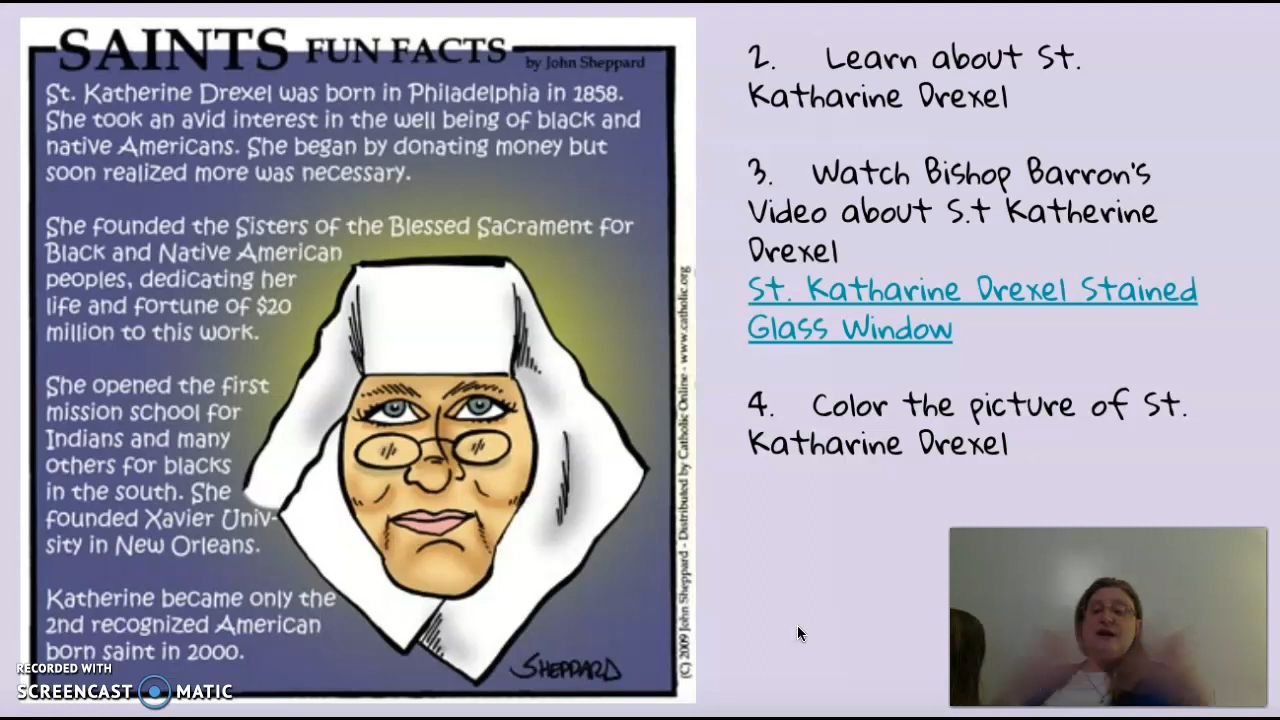 SAINTS FUN FACTS
by John Sheppard
St. Katherine Drexel was born in Philadelphia in 1858.
She took an avid interest in the well being of black and
native Americans. She began by donating money but
soon realized more was necessary.
She founded the Sisters of the Blessed Sacrament for
Black and Native American
peoples, dedicating her
life and fortune of $20
million to this work.
She opened the first
mission school for
Indians and many
others for blacks
in the south. She
founded Xavier Univ-
sity in New Orleans.
Katherine became only the
2nd recognized American
born saint in 2000.
SHEPPARD
(C) 2009 John Sheppard - Distributed by Catholic Online - www.catholic.org
RECORDED WITH
SCREENCAST MATIC
2. Learn about St.
Katharine Drexel
3. Watch Bishop Barron's
Video about S.t Katherine
Drexel
St. Katharine Drexel Stained
Glass Window
4. Color the picture of St.
Katharine Drexel